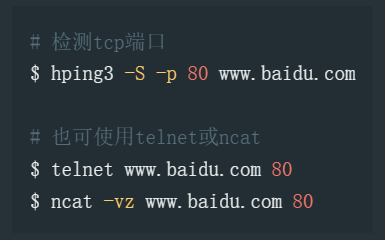 # 检测tcp端口
$ hping3 -S -p 80 www.baidu.com
# 也可使用telnet或ncat
$ telnet www.baidu.com 80
$ ncat -vz www.baidu.com 80